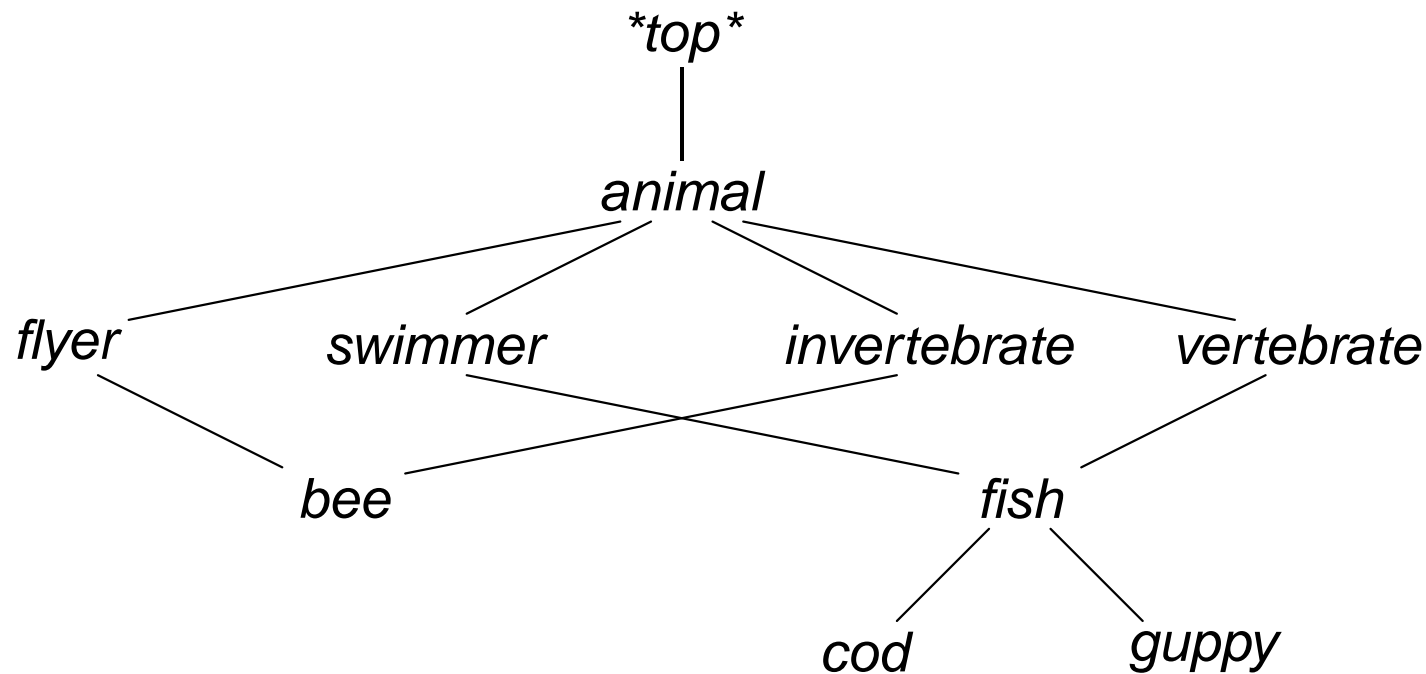 *top*
animal
flyer swimmer invertebrate vertebrate
bee fish
cod guppy